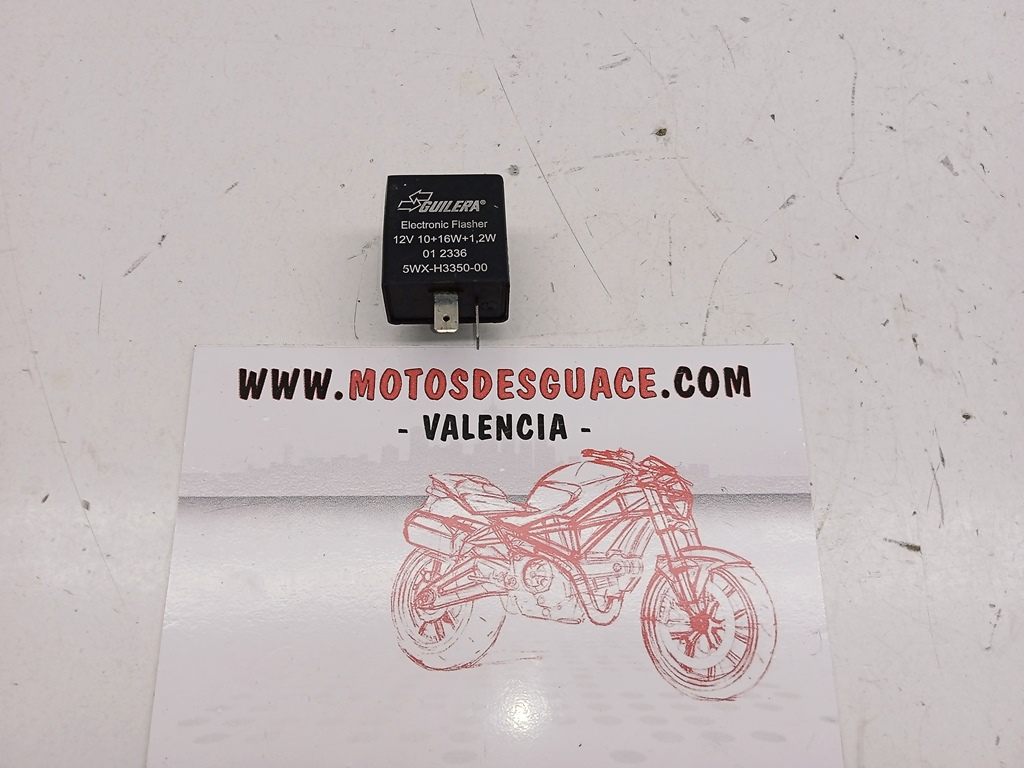 GUILERA®
Electronic Flasher
12V 10+16W+1,2W
01 2336
5WX-H3350-00
WWW.MOTOSDESGUACE.COM
- VALENCIA -